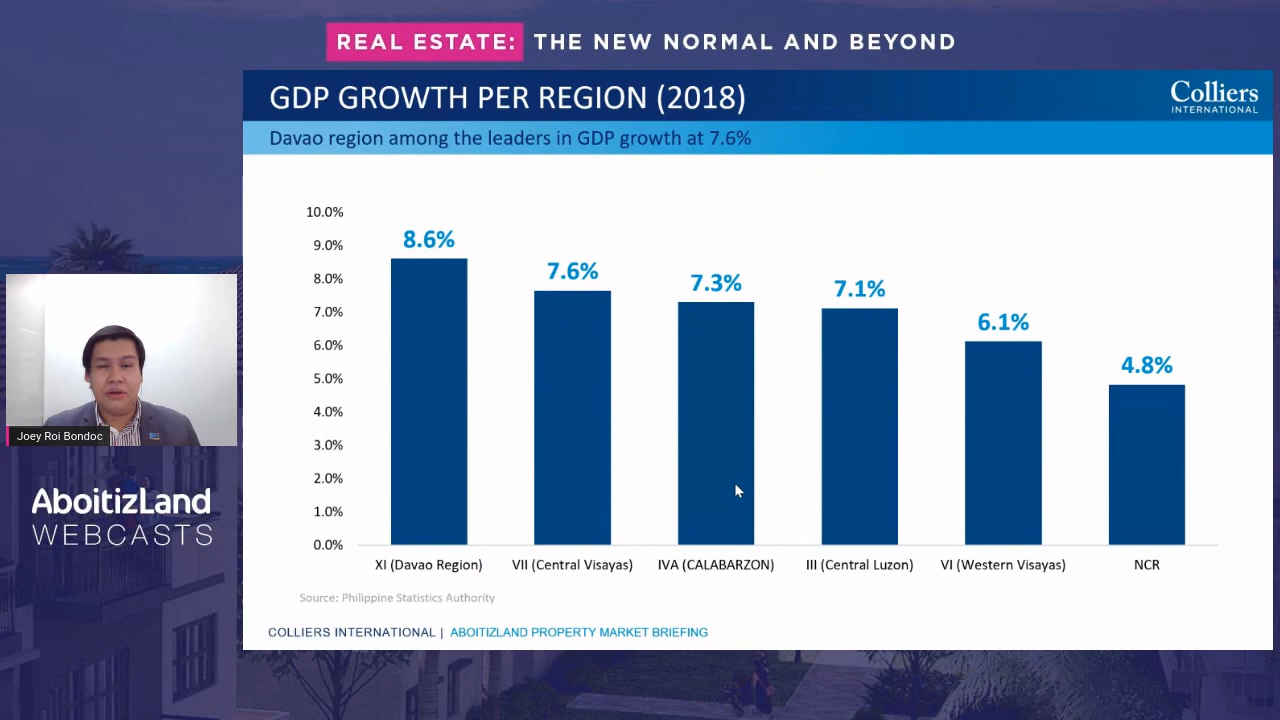 REAL ESTATE: THE NEW NORMAL AND BEYOND
GDP GROWTH PER REGION (2018)
Colliers
INTERNATIONAL
Davao region among the leaders in GDP growth at 7.6%
10.0%
9.0%
8.0%
7.0%
6.0%
5.0%
4.0%
3.0%
2.0%
1.0%
0.0%
8.6%
7.6%
7.3%
7.1%
6.1%
4.8%
XI (Davao Region)
VII (Central Visayas)
IVA (CALABARZON)
III (Central Luzon)
VI (Western Visayas)
NCR
Source: Philippine Statistics Authority
COLLIERS INTERNATIONAL | ABOITIZLAND PROPERTY MARKET BRIEFING
Joey Roi Bondoc
AboitizLand
WEBCASTS